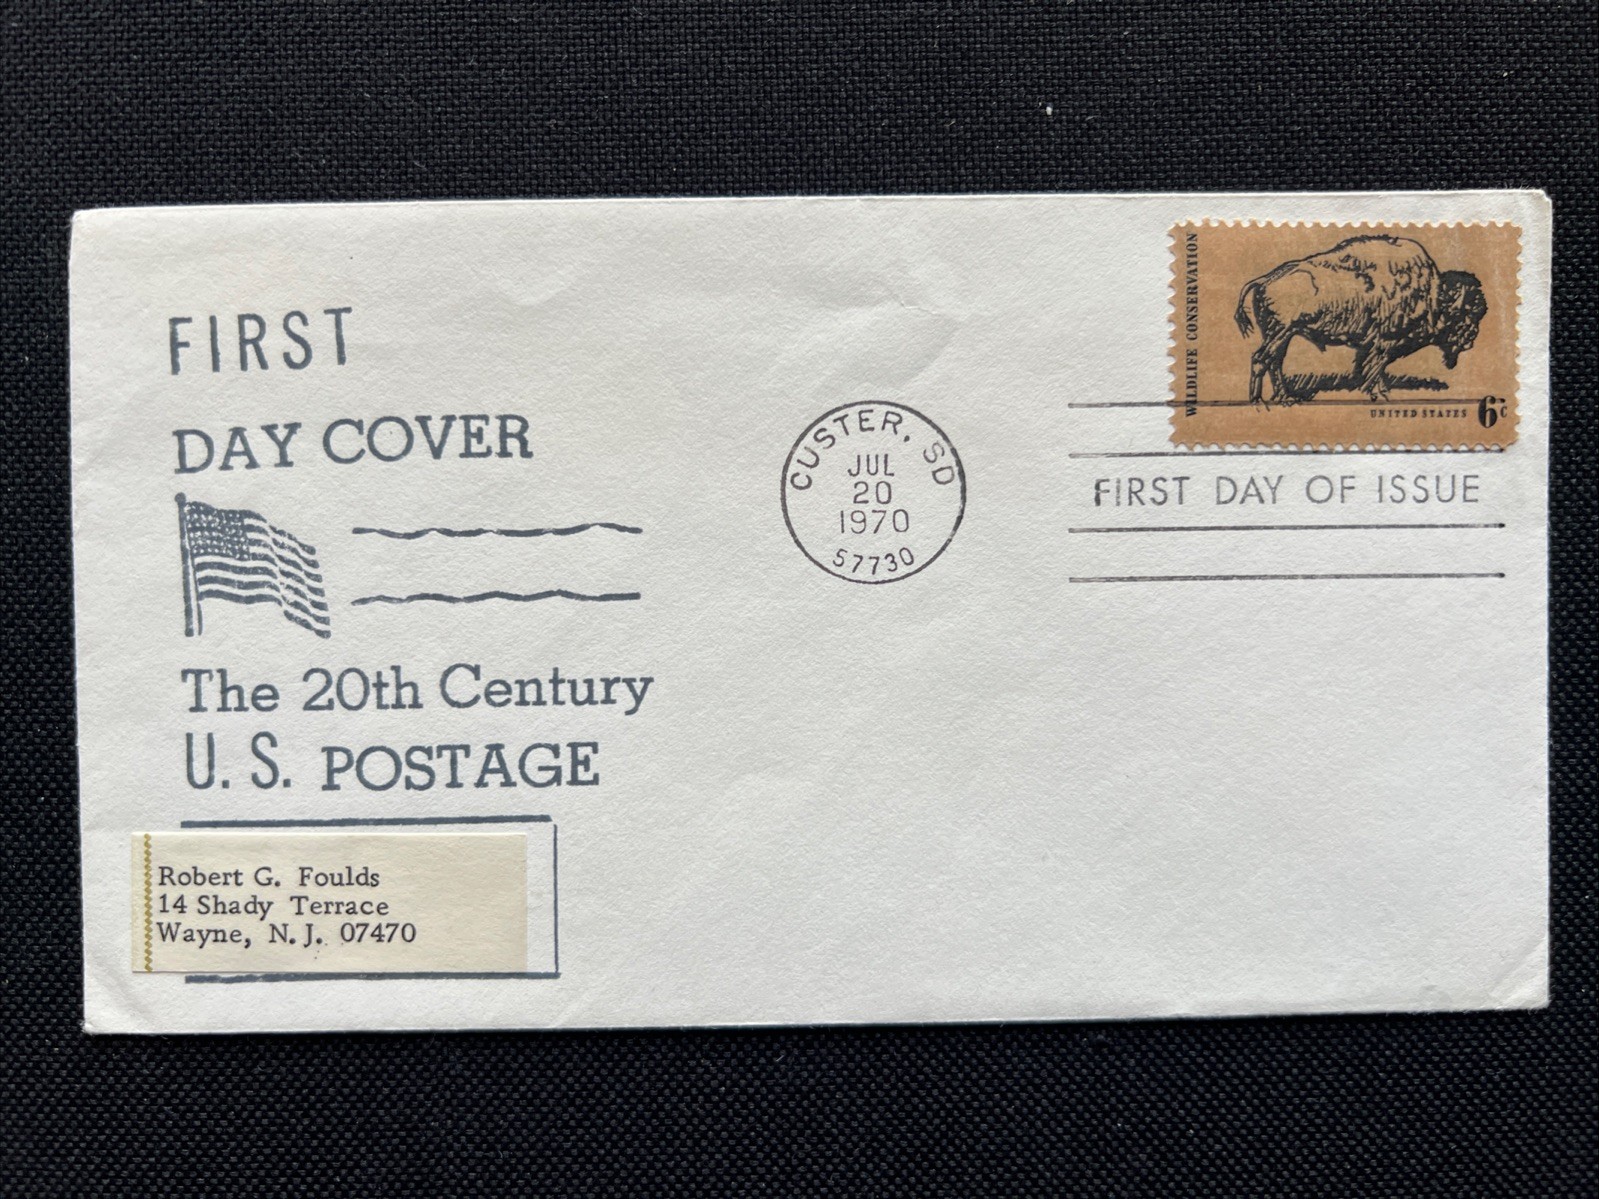 FIRST
DAY COVER
The 20th Century
U. S. POSTAGE
Robert G. Foulds
14 Shady Terrace
Wayne, N. J. 07470
CUSTER, SD
JUL
20
1970
57730
WILDLIFE CONSERVATION
UNITED STATES 6c
FIRST DAY OF ISSUE